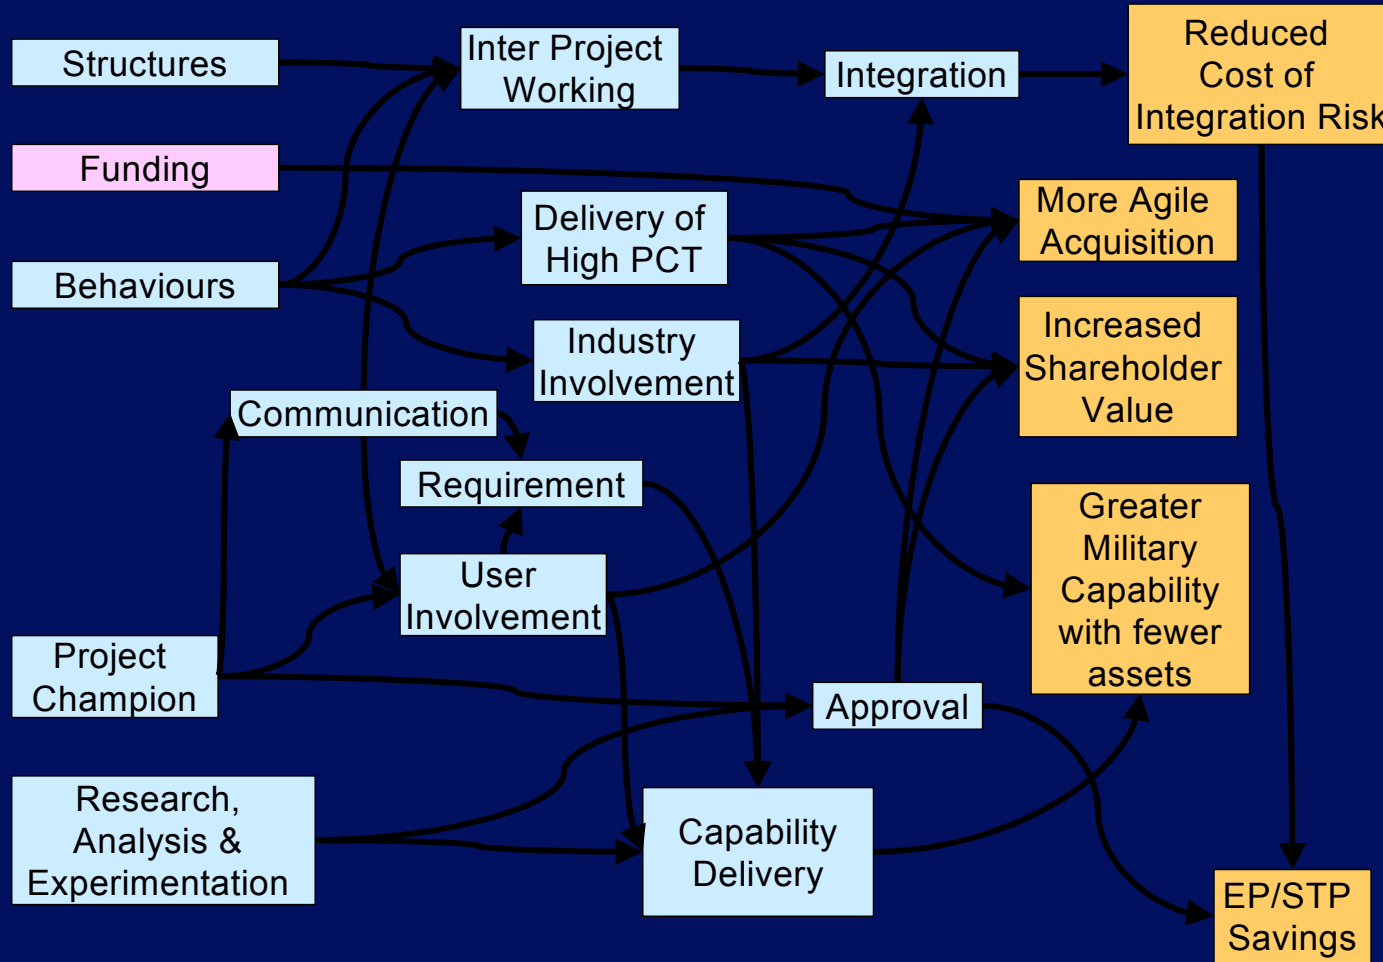 Structures
Inter Project
Working
Integration
Reduced
Cost of
Integration Risk
Funding
Delivery of
High PCT
More Agile
Acquisition
Behaviours
Industry
Involvement
Increased
Shareholder
Value
Communication
Requirement
User
Involvement
Greater
Military
Capability
with fewer
assets
Project
Champion
Approval
Research,
Analysis &
Experimentation
Capability
Delivery
EP/STP
Savings